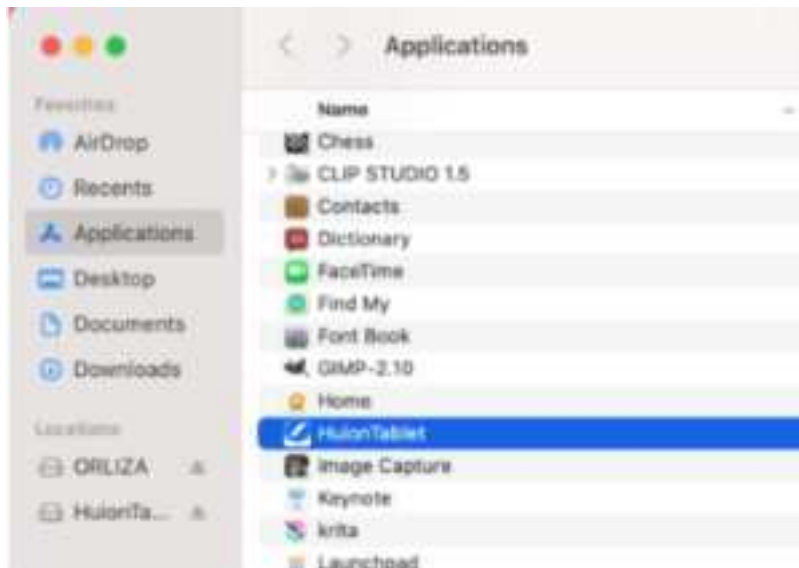 Applications
Favorites
AirDrop
Recents
Applications
Desktop
Documents
Downloads
Locations
ORLIZA
HuionTa...
Name
Chess
CLIP STUDIO 1.5
Contacts
Dictionary
FaceTime
Find My
Font Book
GIMP-2.10
Home
HuionTablet
Image Capture
Keynote
krita
Launchpad